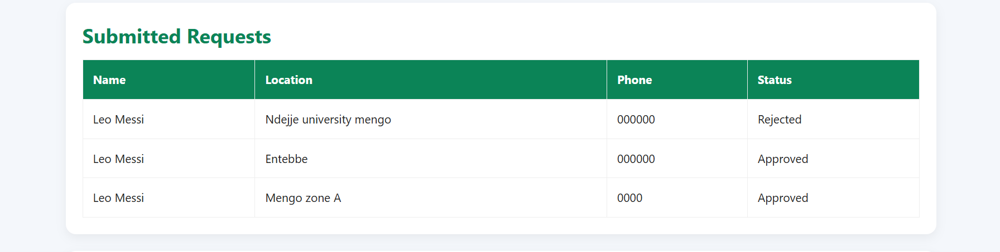 Submitted Requests
Name Location Phone Status
Leo Messi Ndejje university mengo 000000 Rejected
Leo Messi Entebbe 000000 Approved
Leo Messi Mengo zone A 0000 Approved